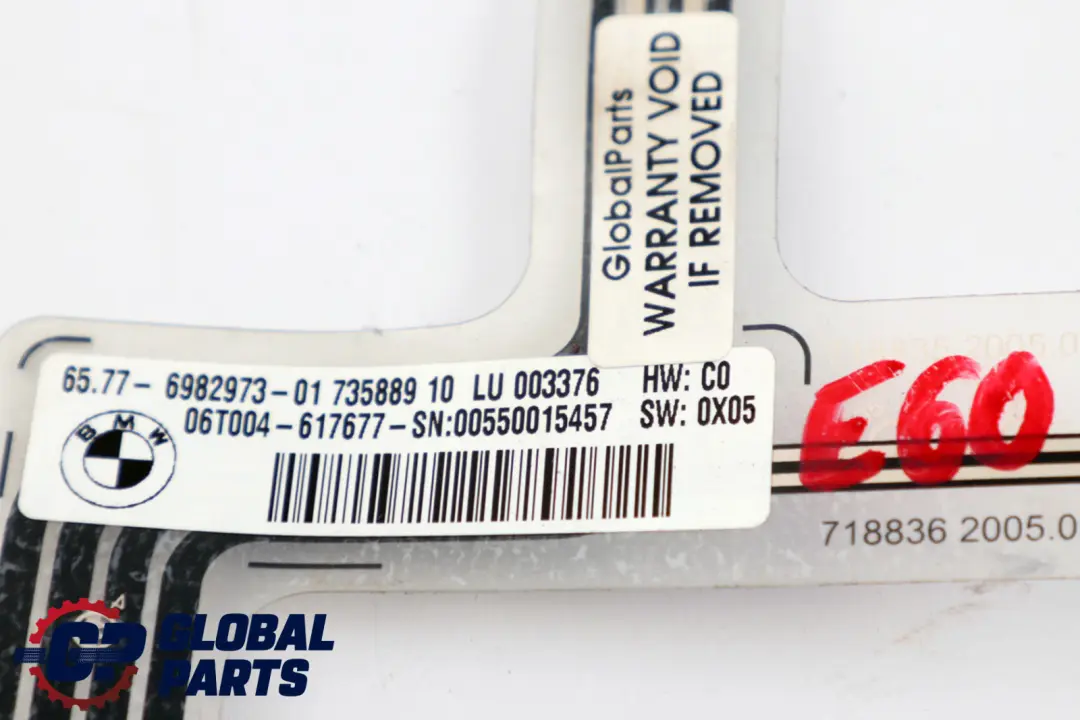 GlobalParts
WARRANTY VOID
IF REMOVED
65.77- 6982973-01 735889 10 LU 003376 HW: C0
06T004-617677-SN:00550015457 SW: 0X05
BMW
E60
718836 2005.0
CP GLOBAL
PARTS